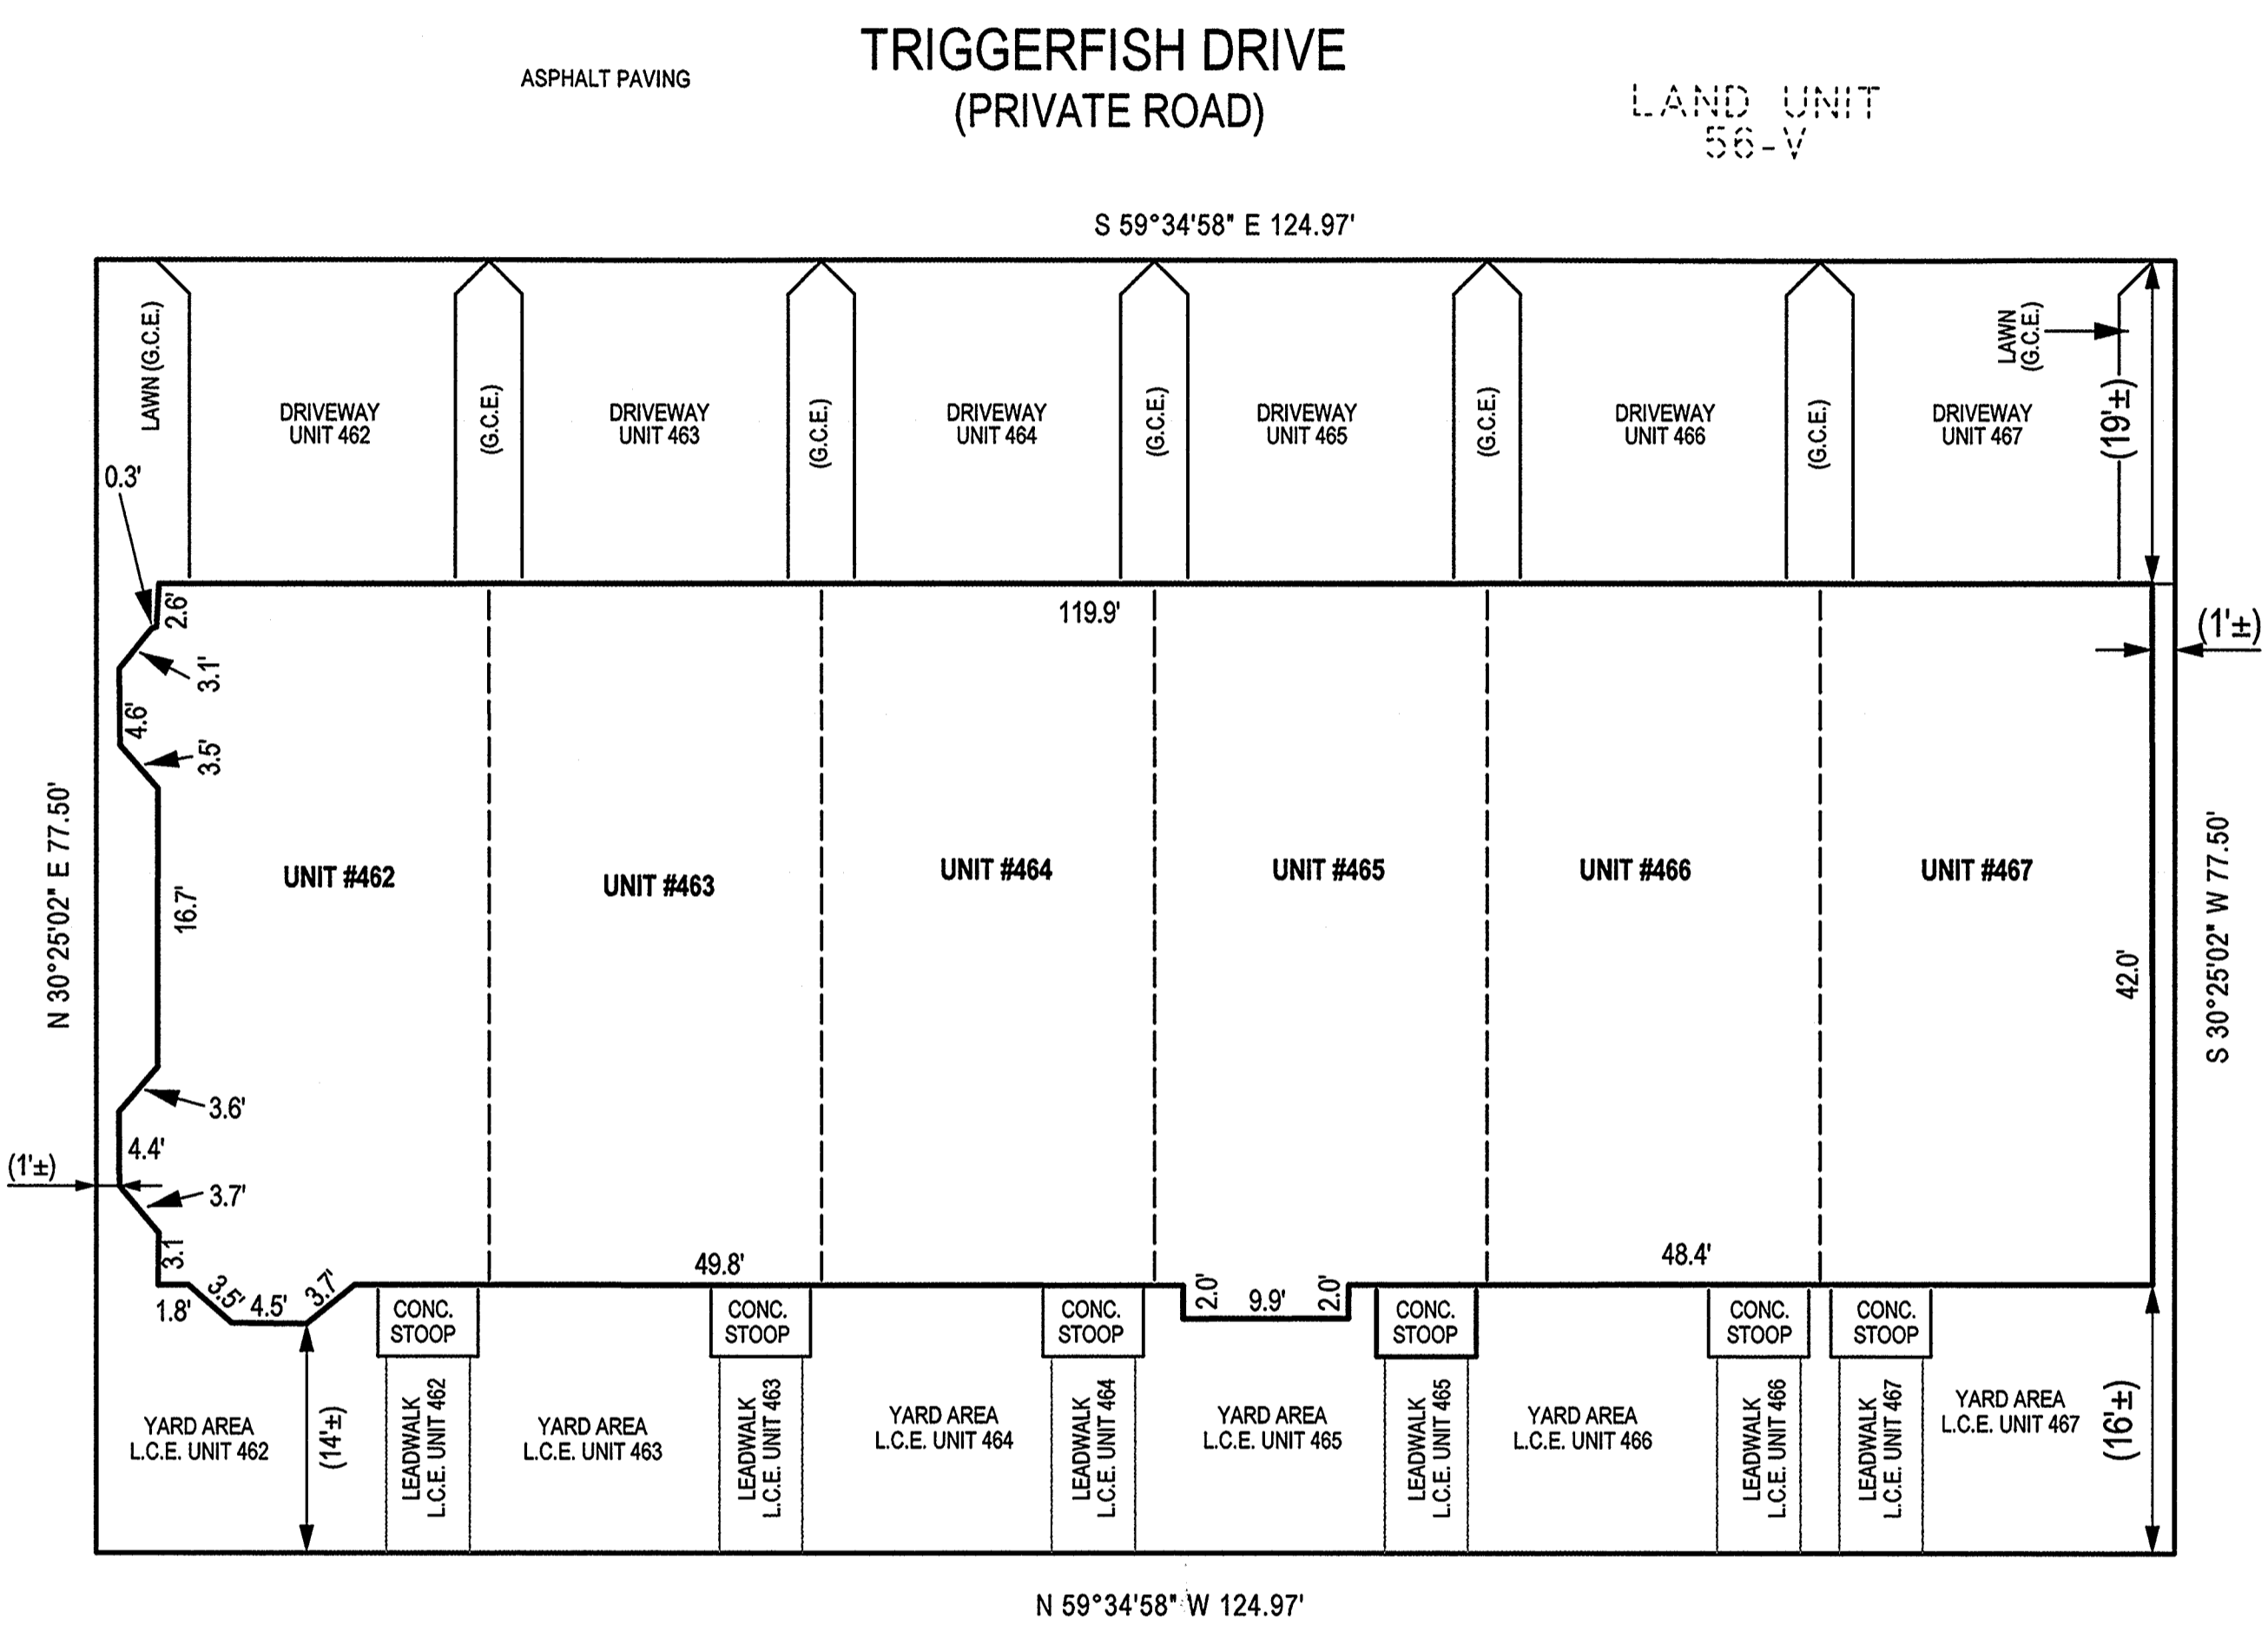 TRIGGERFISH DRIVE
(PRIVATE ROAD)
ASPHALT PAVING
LAND UNIT
56-V
S 59°34'58" E 124.97'
LAWN (G.C.E.)
DRIVEWAY
UNIT 462
(G.C.E.)
DRIVEWAY
UNIT 463
(G.C.E.)
DRIVEWAY
UNIT 464
(G.C.E.)
DRIVEWAY
UNIT 465
(G.C.E.)
DRIVEWAY
UNIT 466
(G.C.E.)
DRIVEWAY
UNIT 467
LAWN
(G.C.E.)
(19'±)
0.3'
2.6'
119.9'
(1'±)
3.1'
4.6'
3.5'
N 30°25'02" E 77.50'
16.7'
UNIT #462
UNIT #463
UNIT #464
UNIT #465
UNIT #466
UNIT #467
42.0'
S 30°25'02" W 77.50'
3.6'
4.4'
(1'±)
3.7'
3.1
1.8'
3.5'
4.5'
3.7'
49.8'
2.0'
9.9'
2.0'
48.4'
CONC.
STOOP
CONC.
STOOP
CONC.
STOOP
CONC.
STOOP
CONC.
STOOP
CONC.
STOOP
YARD AREA
L.C.E. UNIT 462
(14'±)
LEADWALK
L.C.E. UNIT 462
YARD AREA
L.C.E. UNIT 463
LEADWALK
L.C.E. UNIT 463
YARD AREA
L.C.E. UNIT 464
LEADWALK
L.C.E. UNIT 464
YARD AREA
L.C.E. UNIT 465
LEADWALK
L.C.E. UNIT 465
YARD AREA
L.C.E. UNIT 466
LEADWALK
L.C.E. UNIT 466
LEADWALK
L.C.E. UNIT 467
YARD AREA
L.C.E. UNIT 467
(16'±)
N 59°34'58" W 124.97'